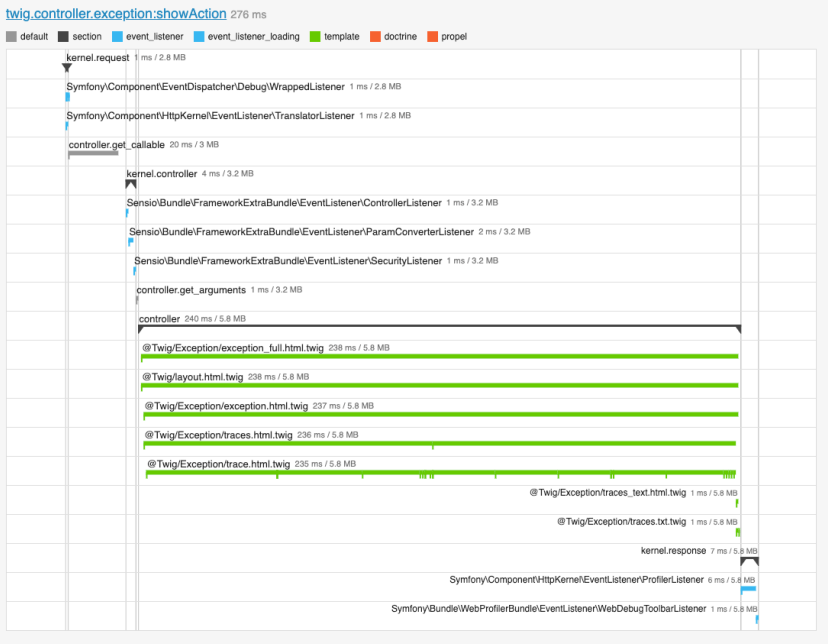 twig.controller.exception:showAction 276 ms
default section event_listener event_listener_loading template doctrine propel
kernel.request 1 ms / 2.8 MB
Symfony\Component\EventDispatcher\Debug\WrappedListener 1 ms / 2.8 MB
Symfony\Component\HttpKernel\EventListener\TranslatorListener 1 ms / 2.8 MB
controller.get_callable 20 ms / 3 MB
kernel.controller 4 ms / 3.2 MB
Sensio\Bundle\FrameworkExtraBundle\EventListener\ControllerListener 1 ms / 3.2 MB
Sensio\Bundle\FrameworkExtraBundle\EventListener\ParamConverterListener 2 ms / 3.2 MB
Sensio\Bundle\FrameworkExtraBundle\EventListener\SecurityListener 1 ms / 3.2 MB
controller.get_arguments 1 ms / 3.2 MB
controller 240 ms / 5.8 MB
@Twig/Exception/exception_full.html.twig 238 ms / 5.8 MB
@Twig/layout.html.twig 238 ms / 5.8 MB
@Twig/Exception/exception.html.twig 237 ms / 5.8 MB
@Twig/Exception/traces.html.twig 236 ms / 5.8 MB
@Twig/Exception/trace.html.twig 235 ms / 5.8 MB
@Twig/Exception/traces_text.html.twig 1 ms / 5.8 MB
@Twig/Exception/traces.txt.twig 1 ms / 5.8 MB
kernel.response 7 ms / 5.8 MB
Symfony\Component\HttpKernel\EventListener\ProfilerListener 6 ms / 5.8 MB
Symfony\Bundle\WebProfilerBundle\EventListener\WebDebugToolbarListener 1 ms / 5.8 MB